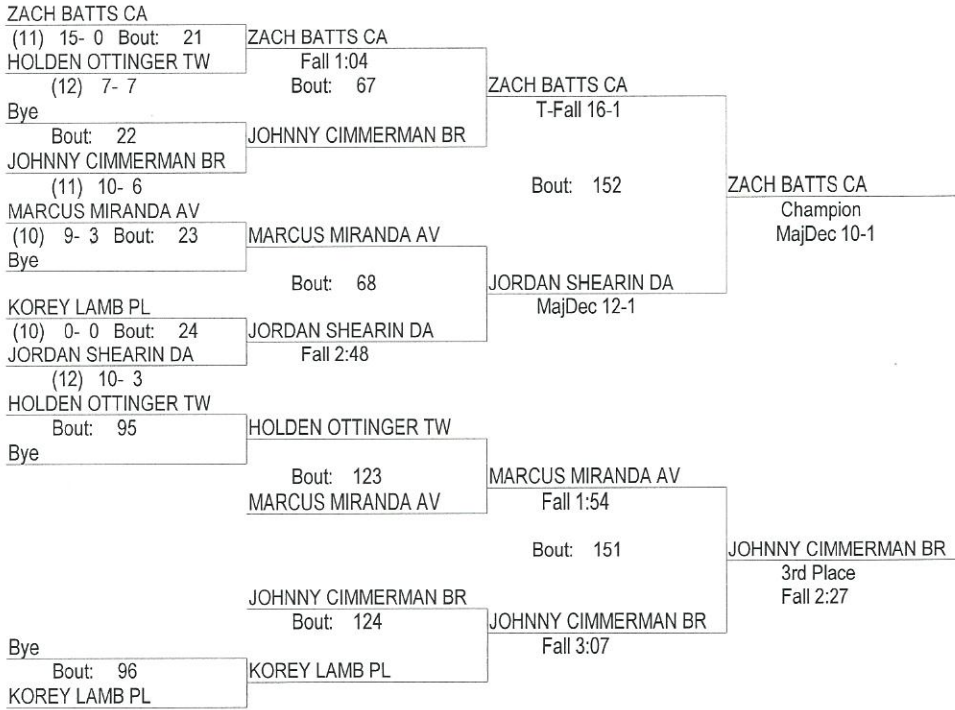 ZACH BATTS CA
(11) 15- 0 Bout: 21
HOLDEN OTTINGER TW
(12) 7- 7
Bye
Bout: 22
JOHNNY CIMMERMAN BR
(11) 10- 6
MARCUS MIRANDA AV
(10) 9- 3 Bout: 23
Bye
KOREY LAMB PL
(10) 0- 0 Bout: 24
JORDAN SHEARIN DA
(12) 10- 3
HOLDEN OTTINGER TW
Bout: 95
Bye
Bye
Bout: 96
KOREY LAMB PL
ZACH BATTS CA
Fall 1:04
Bout: 67
JOHNNY CIMMERMAN BR
MARCUS MIRANDA AV
Bout: 68
JORDAN SHEARIN DA
Fall 2:48
HOLDEN OTTINGER TW
Bout: 123
MARCUS MIRANDA AV
JOHNNY CIMMERMAN BR
Bout: 124
KOREY LAMB PL
ZACH BATTS CA
T-Fall 16-1
Bout: 152
JORDAN SHEARIN DA
MajDec 12-1
MARCUS MIRANDA AV
Fall 1:54
Bout: 151
JOHNNY CIMMERMAN BR
Fall 3:07
ZACH BATTS CA
Champion
MajDec 10-1
JOHNNY CIMMERMAN BR
3rd Place
Fall 2:27